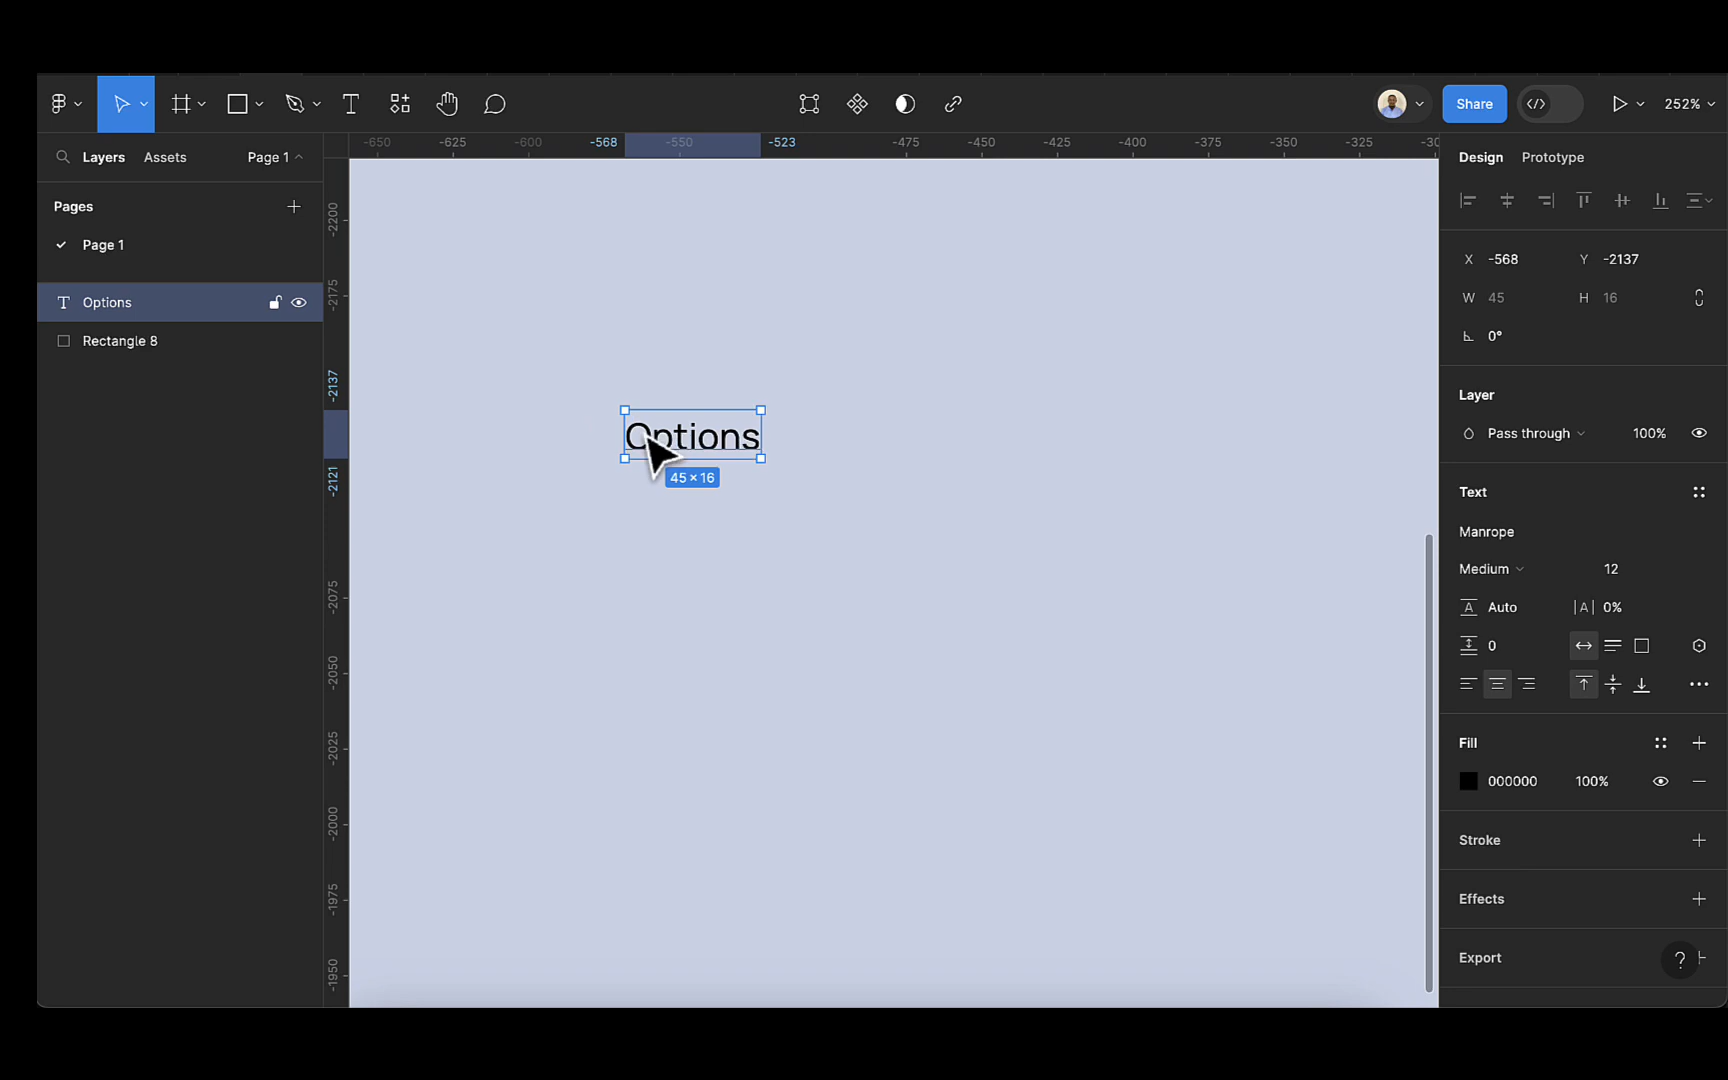 Share
252%
Layers
Assets
Page 1
-650
-625
-600
-568
-550
-523
-475
-450
-425
-400
-375
-350
-325
-30
Design
Prototype
Pages
Page 1
Options
Rectangle 8
-2200
-2175
-2137
-2121
-2075
-2050
-2025
-2000
-1975
-1950
Options
45 × 16
X -568
Y -2137
W 45
H 16
0°
Layer
Pass through
100%
Text
Manrope
Medium
12
A Auto
|A| 0%
0
Fill
000000
100%
Stroke
Effects
Export
?